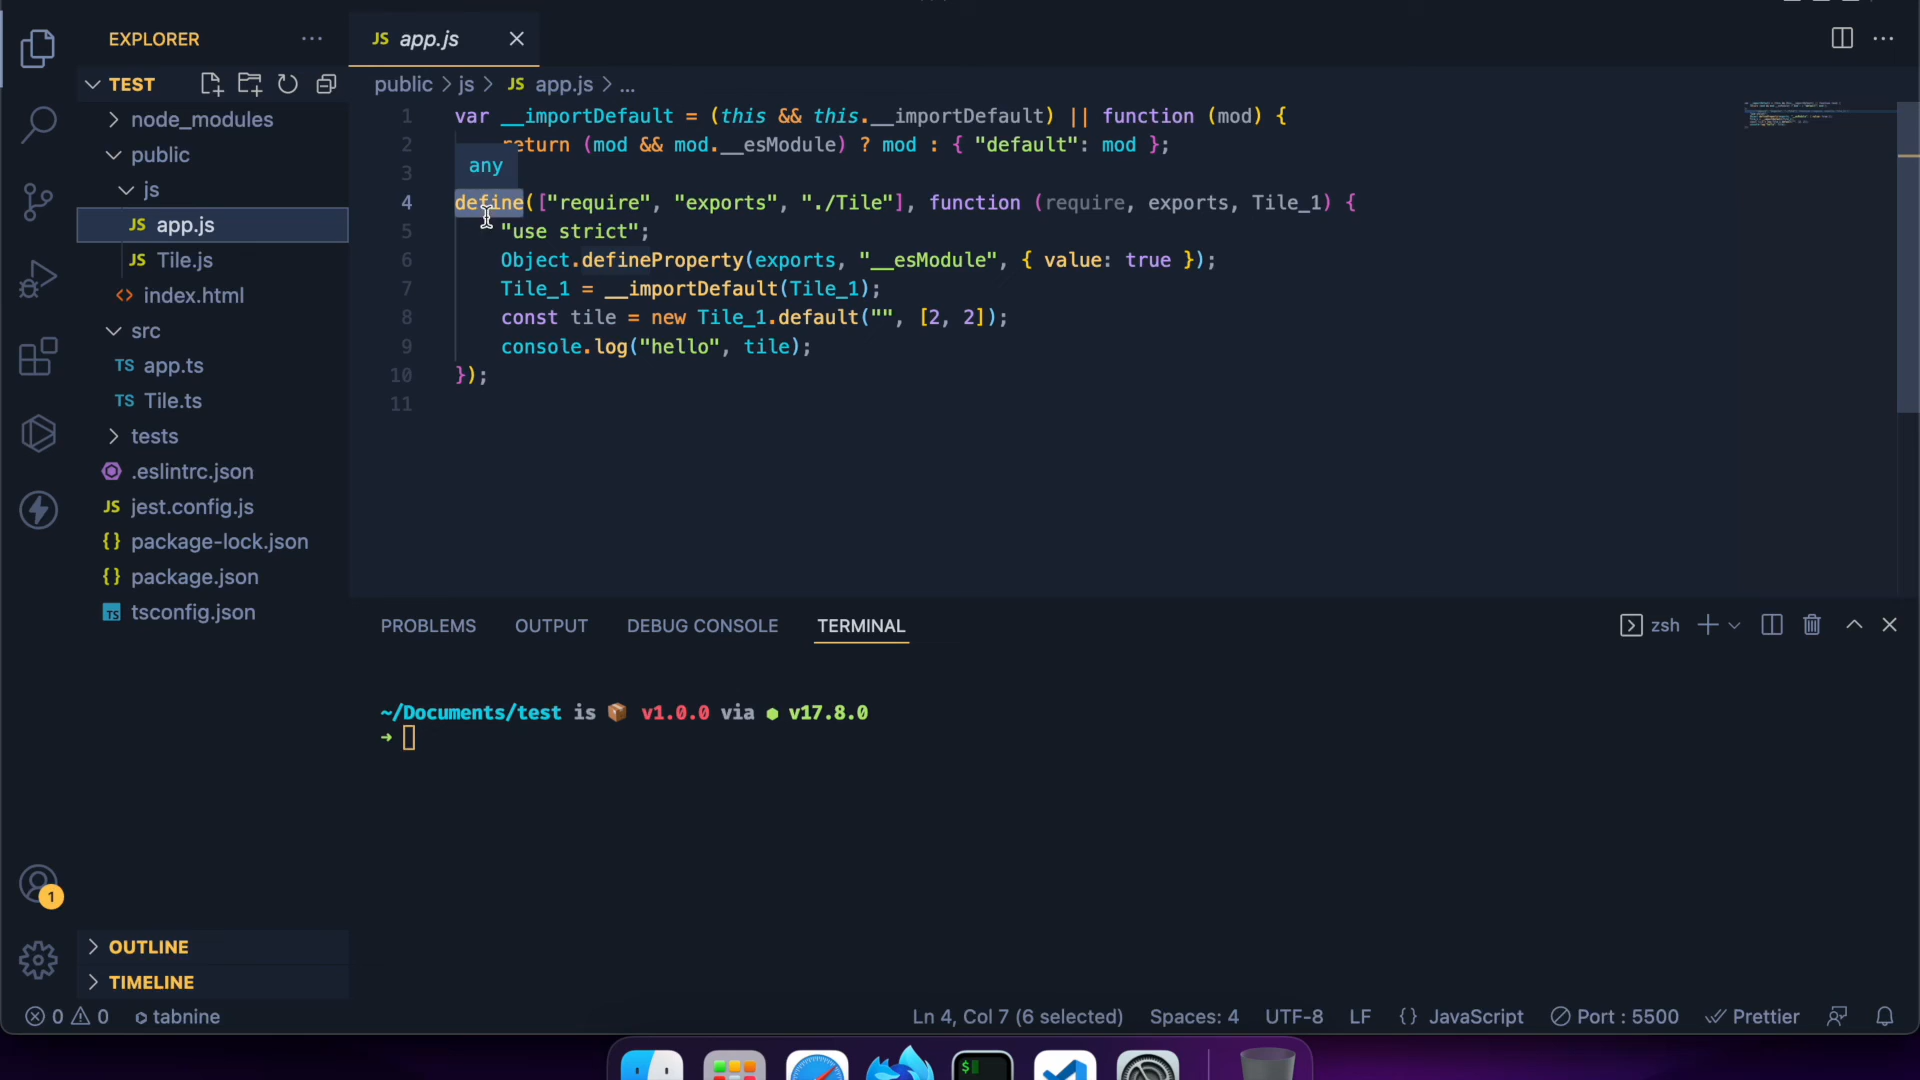 EXPLORER
TEST
node_modules
public
js
JS app.js
JS Tile.js
index.html
src
TS app.ts
TS Tile.ts
tests
.eslintrc.json
JS jest.config.js
{} package-lock.json
{} package.json
TS tsconfig.json
OUTLINE
TIMELINE
1
JS app.js
public > js > JS app.js > ...
1 var __importDefault = (this && this.__importDefault) || function (mod) {
2 return (mod && mod.__esModule) ? mod : { "default": mod };
any
3
4 define(["require", "exports", "./Tile"], function (require, exports, Tile_1) {
5 "use strict";
6 Object.defineProperty(exports, "__esModule", { value: true });
7 Tile_1 = __importDefault(Tile_1);
8 const tile = new Tile_1.default("", [2, 2]);
9 console.log("hello", tile);
10 });
11
PROBLEMS OUTPUT DEBUG CONSOLE TERMINAL
zsh
~/Documents/test is 📦 v1.0.0 via ⬢ v17.8.0
➜
0 0 tabnine
Ln 4, Col 7 (6 selected) Spaces: 4 UTF-8 LF {} JavaScript Port : 5500 Prettier
$